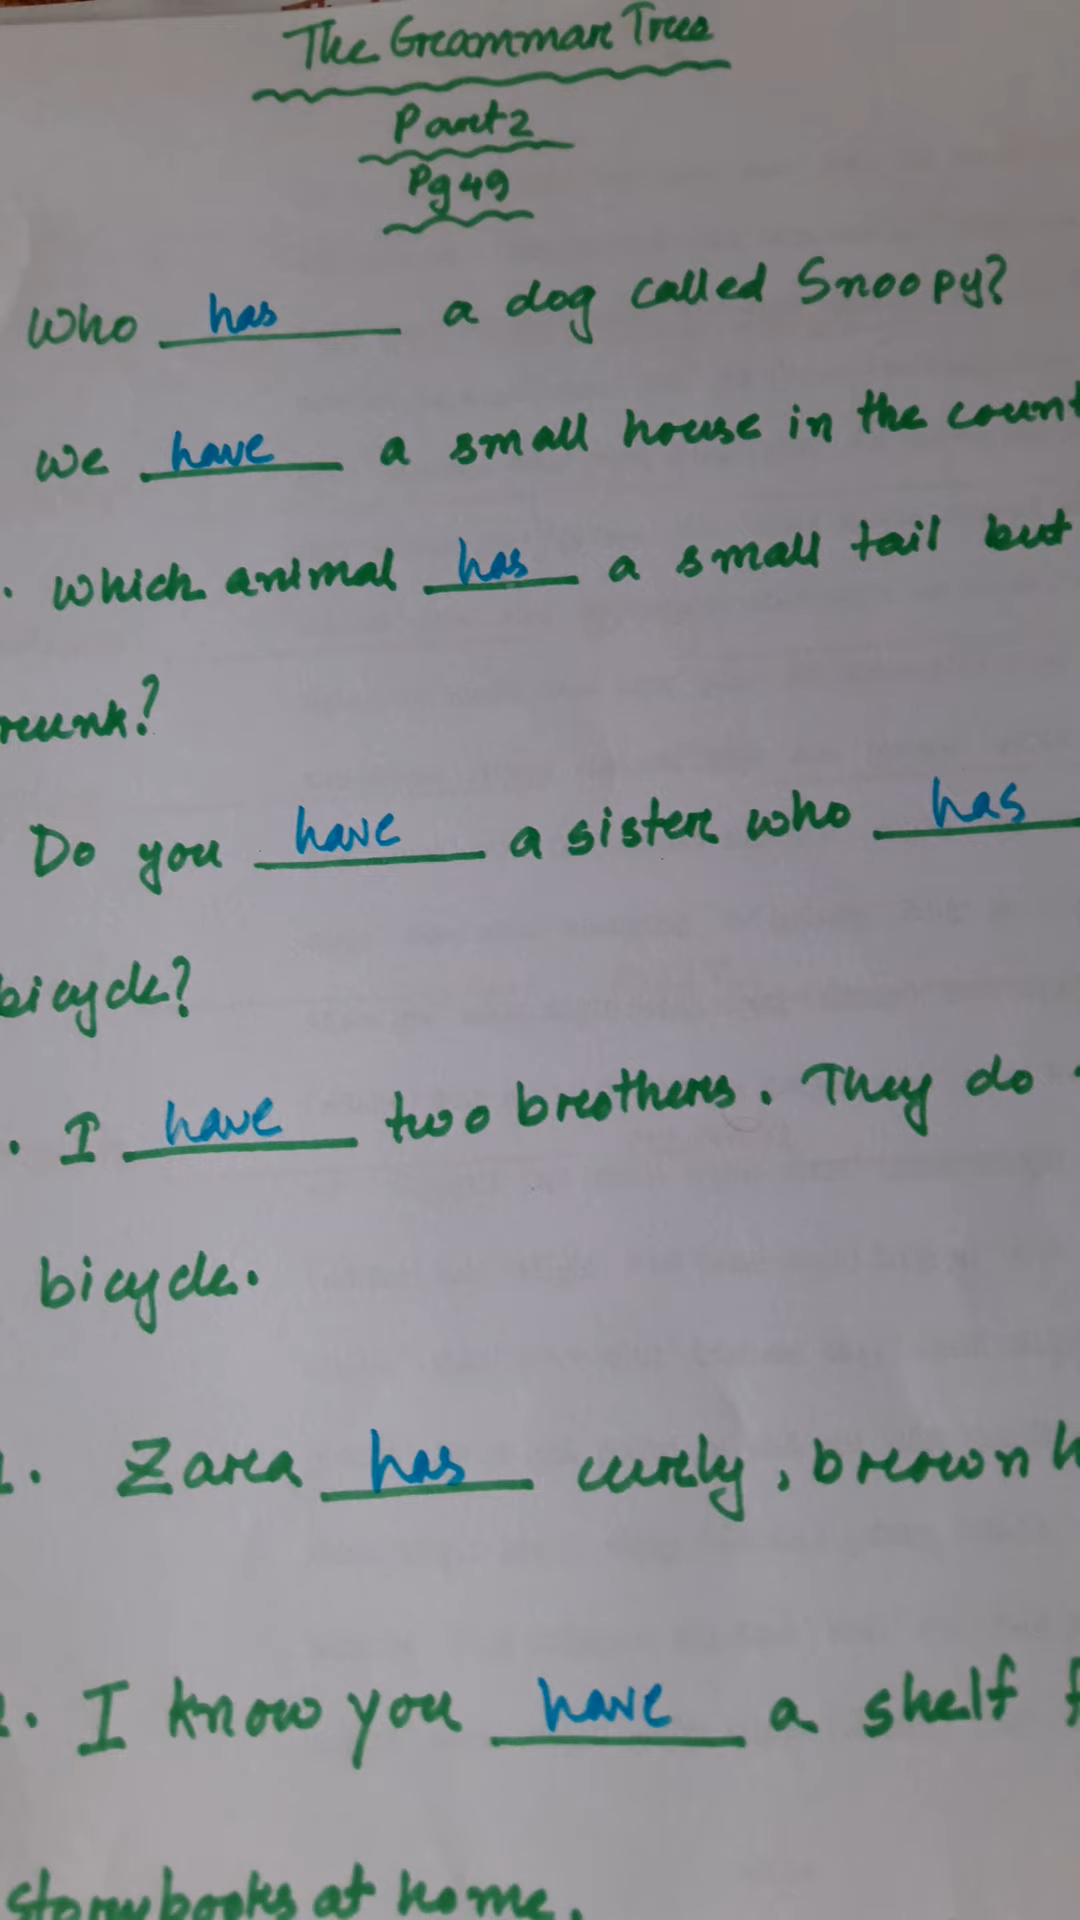 The Grammar Tree
Part 2
Pg 49
Who has a dog called Snoopy?
We have a small house in the count
. Which animal has a small tail but
runk?
Do you have a sister who has
bicycle?
. I have two brothers. They do
bicycle.
. Zara has curly, brown h
. I know you have a shelf f
storybooks at home.